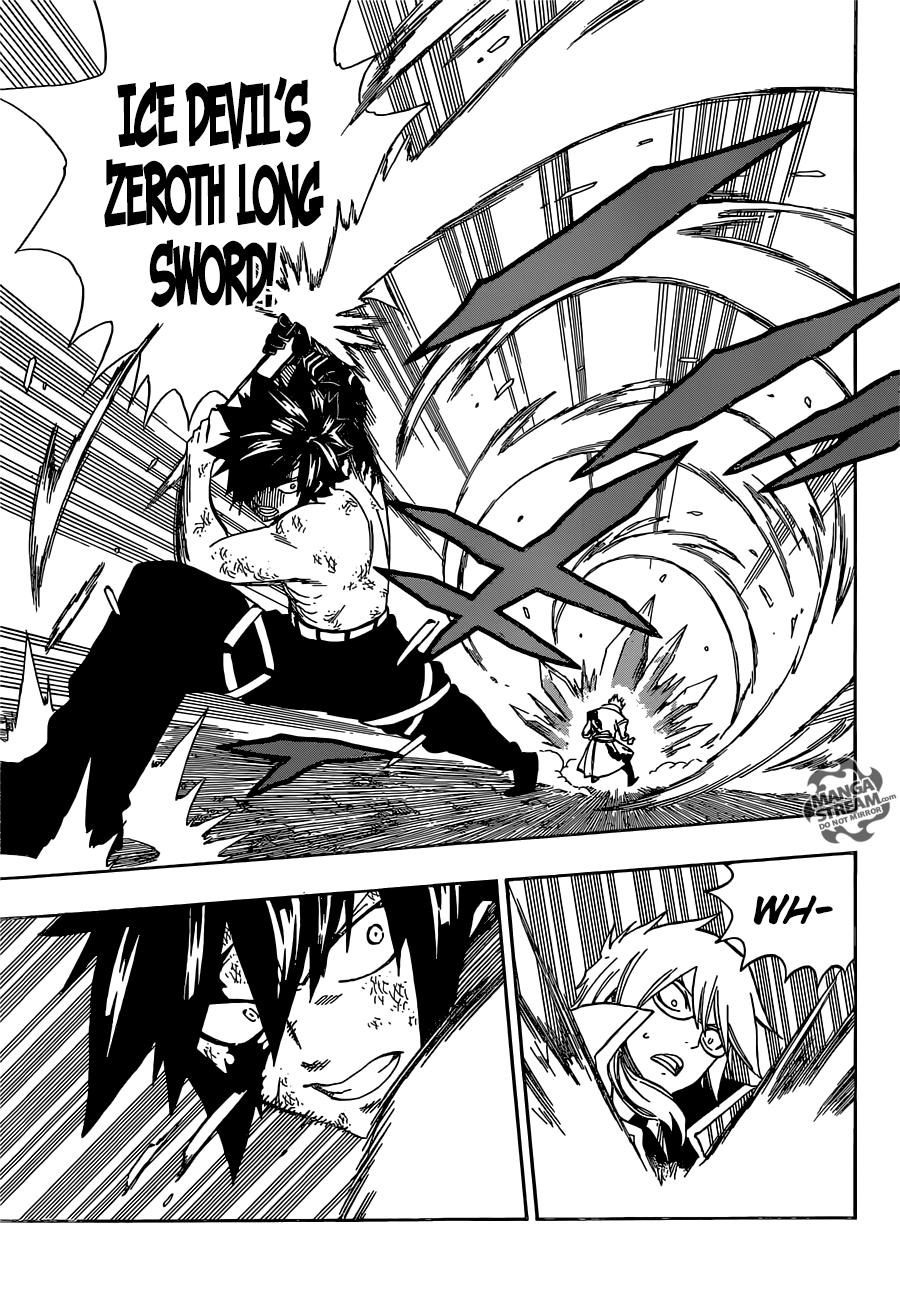 ICE DEVIL'S
ZEROTH LONG
SWORD!
MANGA
STREAM.com
DO NOT MIRROR
WH-